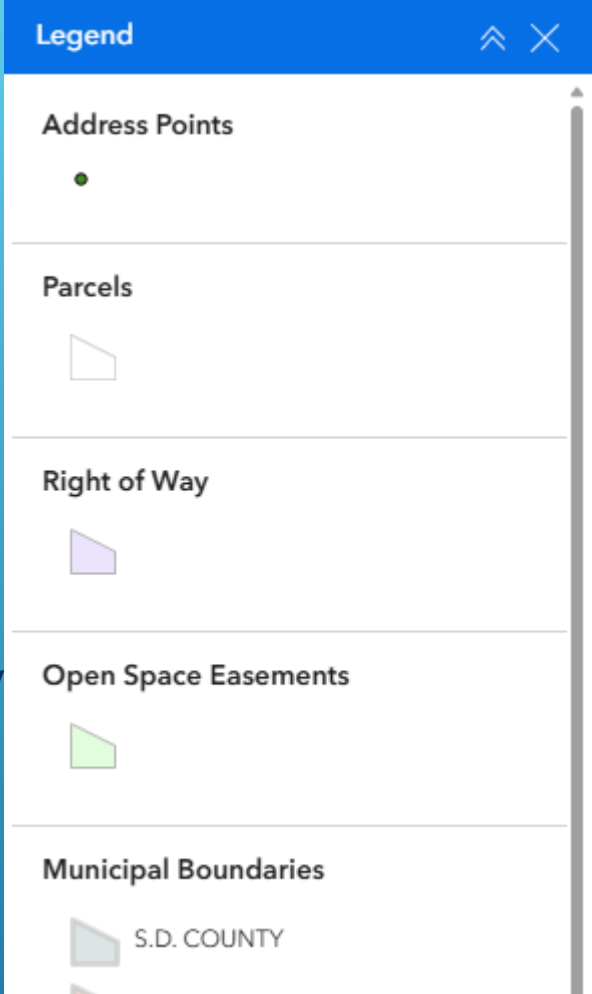 Legend
Address Points
Parcels
Right of Way
Open Space Easements
Municipal Boundaries
S.D. COUNTY